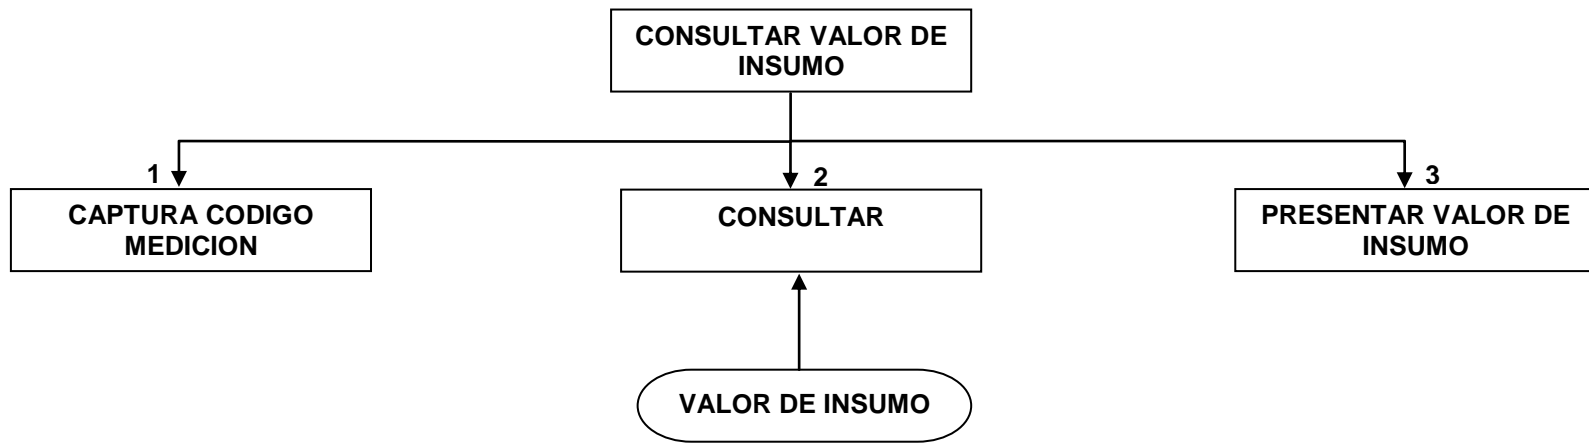 CONSULTAR VALOR DE
INSUMO
1
2
3
CAPTURA CODIGO
MEDICION
CONSULTAR
PRESENTAR VALOR DE
INSUMO
VALOR DE INSUMO